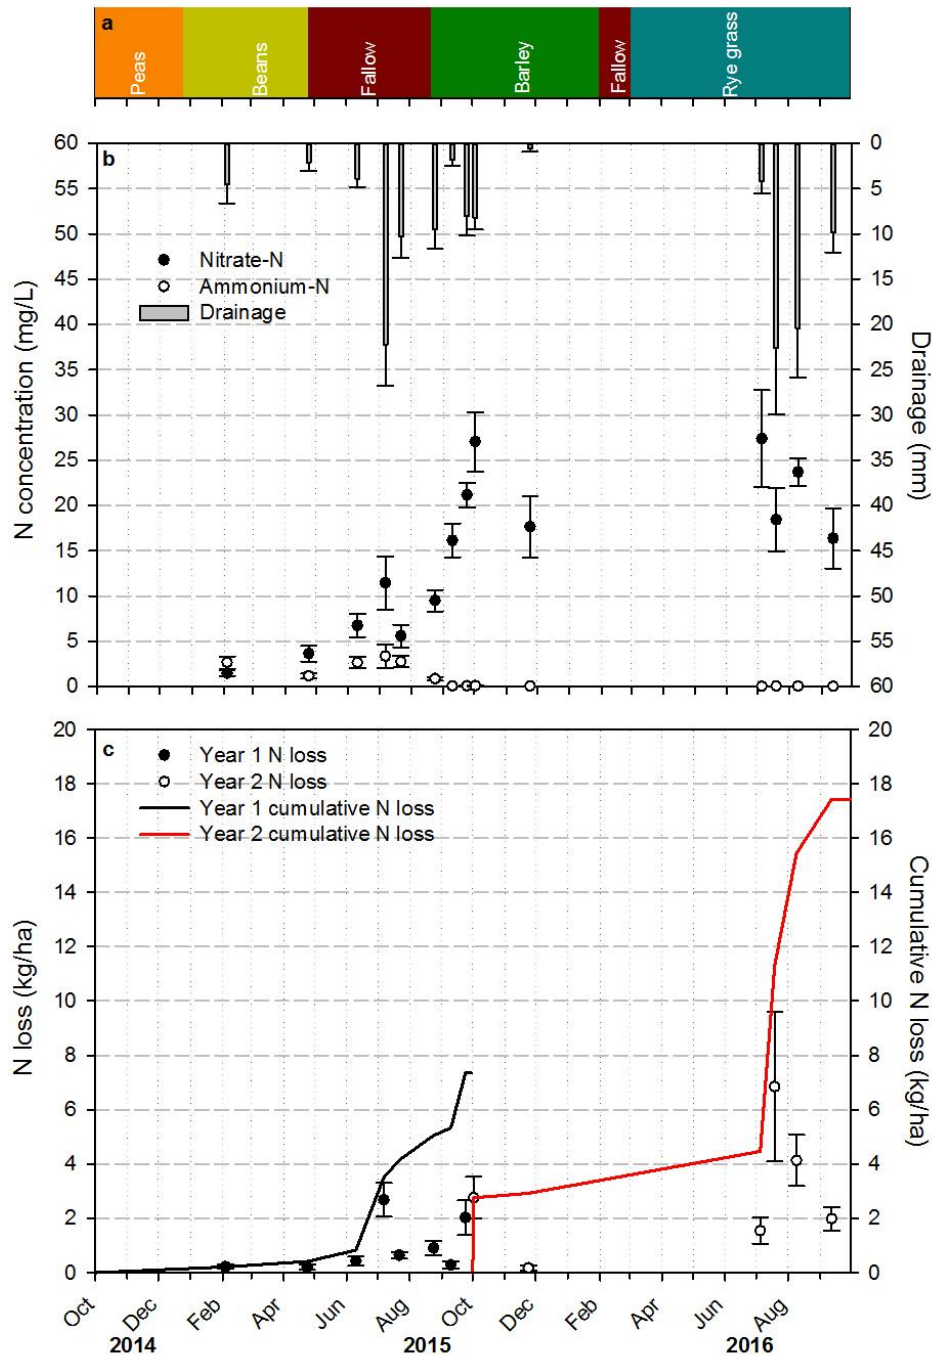 a
Peas
Beans
Fallow
Barley
Fallow
Rye grass
b
60 0
55 5
50 10
45 15
40 20
35 25
30 30
25 35
20 40
15 45
10 50
5 55
0 60
N concentration (mg/L)
Drainage (mm)
Nitrate-N
Ammonium-N
Drainage
c
20 20
18 18
16 16
14 14
12 12
10 10
8 8
6 6
4 4
2 2
0 0
N loss (kg/ha)
Cumulative N loss (kg/ha)
Year 1 N loss
Year 2 N loss
Year 1 cumulative N loss
Year 2 cumulative N loss
Oct Dec Feb Apr Jun Aug Oct Dec Feb Apr Jun Aug
2014 2015 2016